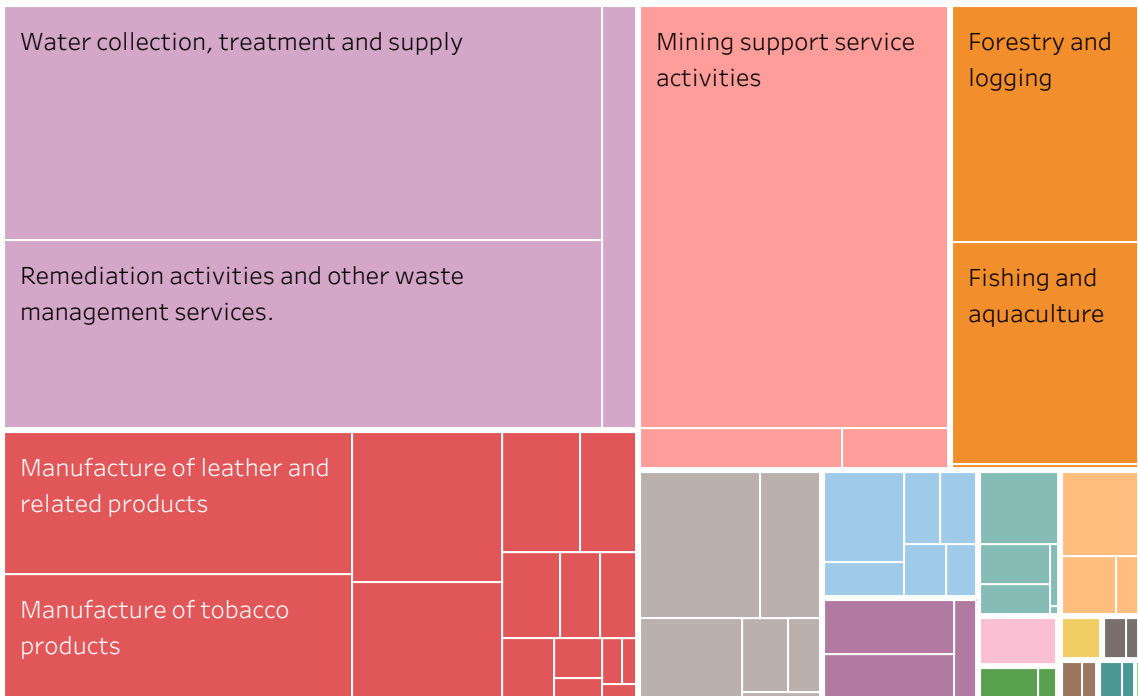 Water collection, treatment and supply
Remediation activities and other waste
management services.
Manufacture of leather and
related products
Manufacture of tobacco
products
Mining support service
activities
Forestry and
logging
Fishing and
aquaculture